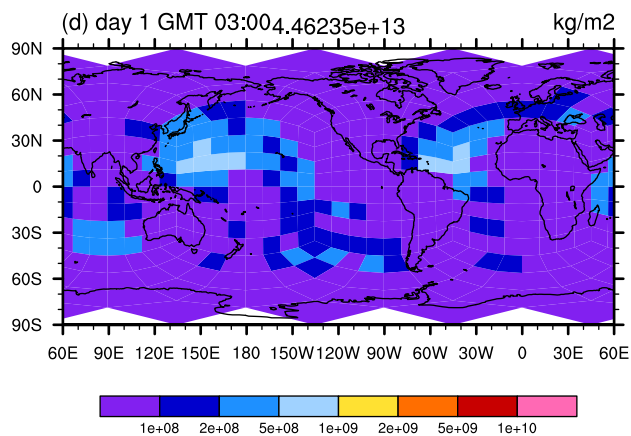 (d) day 1 GMT 03:00 4.46235e+13 kg/m2
90N
60N
30N
0
30S
60S
90S
60E 90E 120E 150E 180 150W 120W 90W 60W 30W 0 30E 60E
1e+08 2e+08 5e+08 1e+09 2e+09 5e+09 1e+10